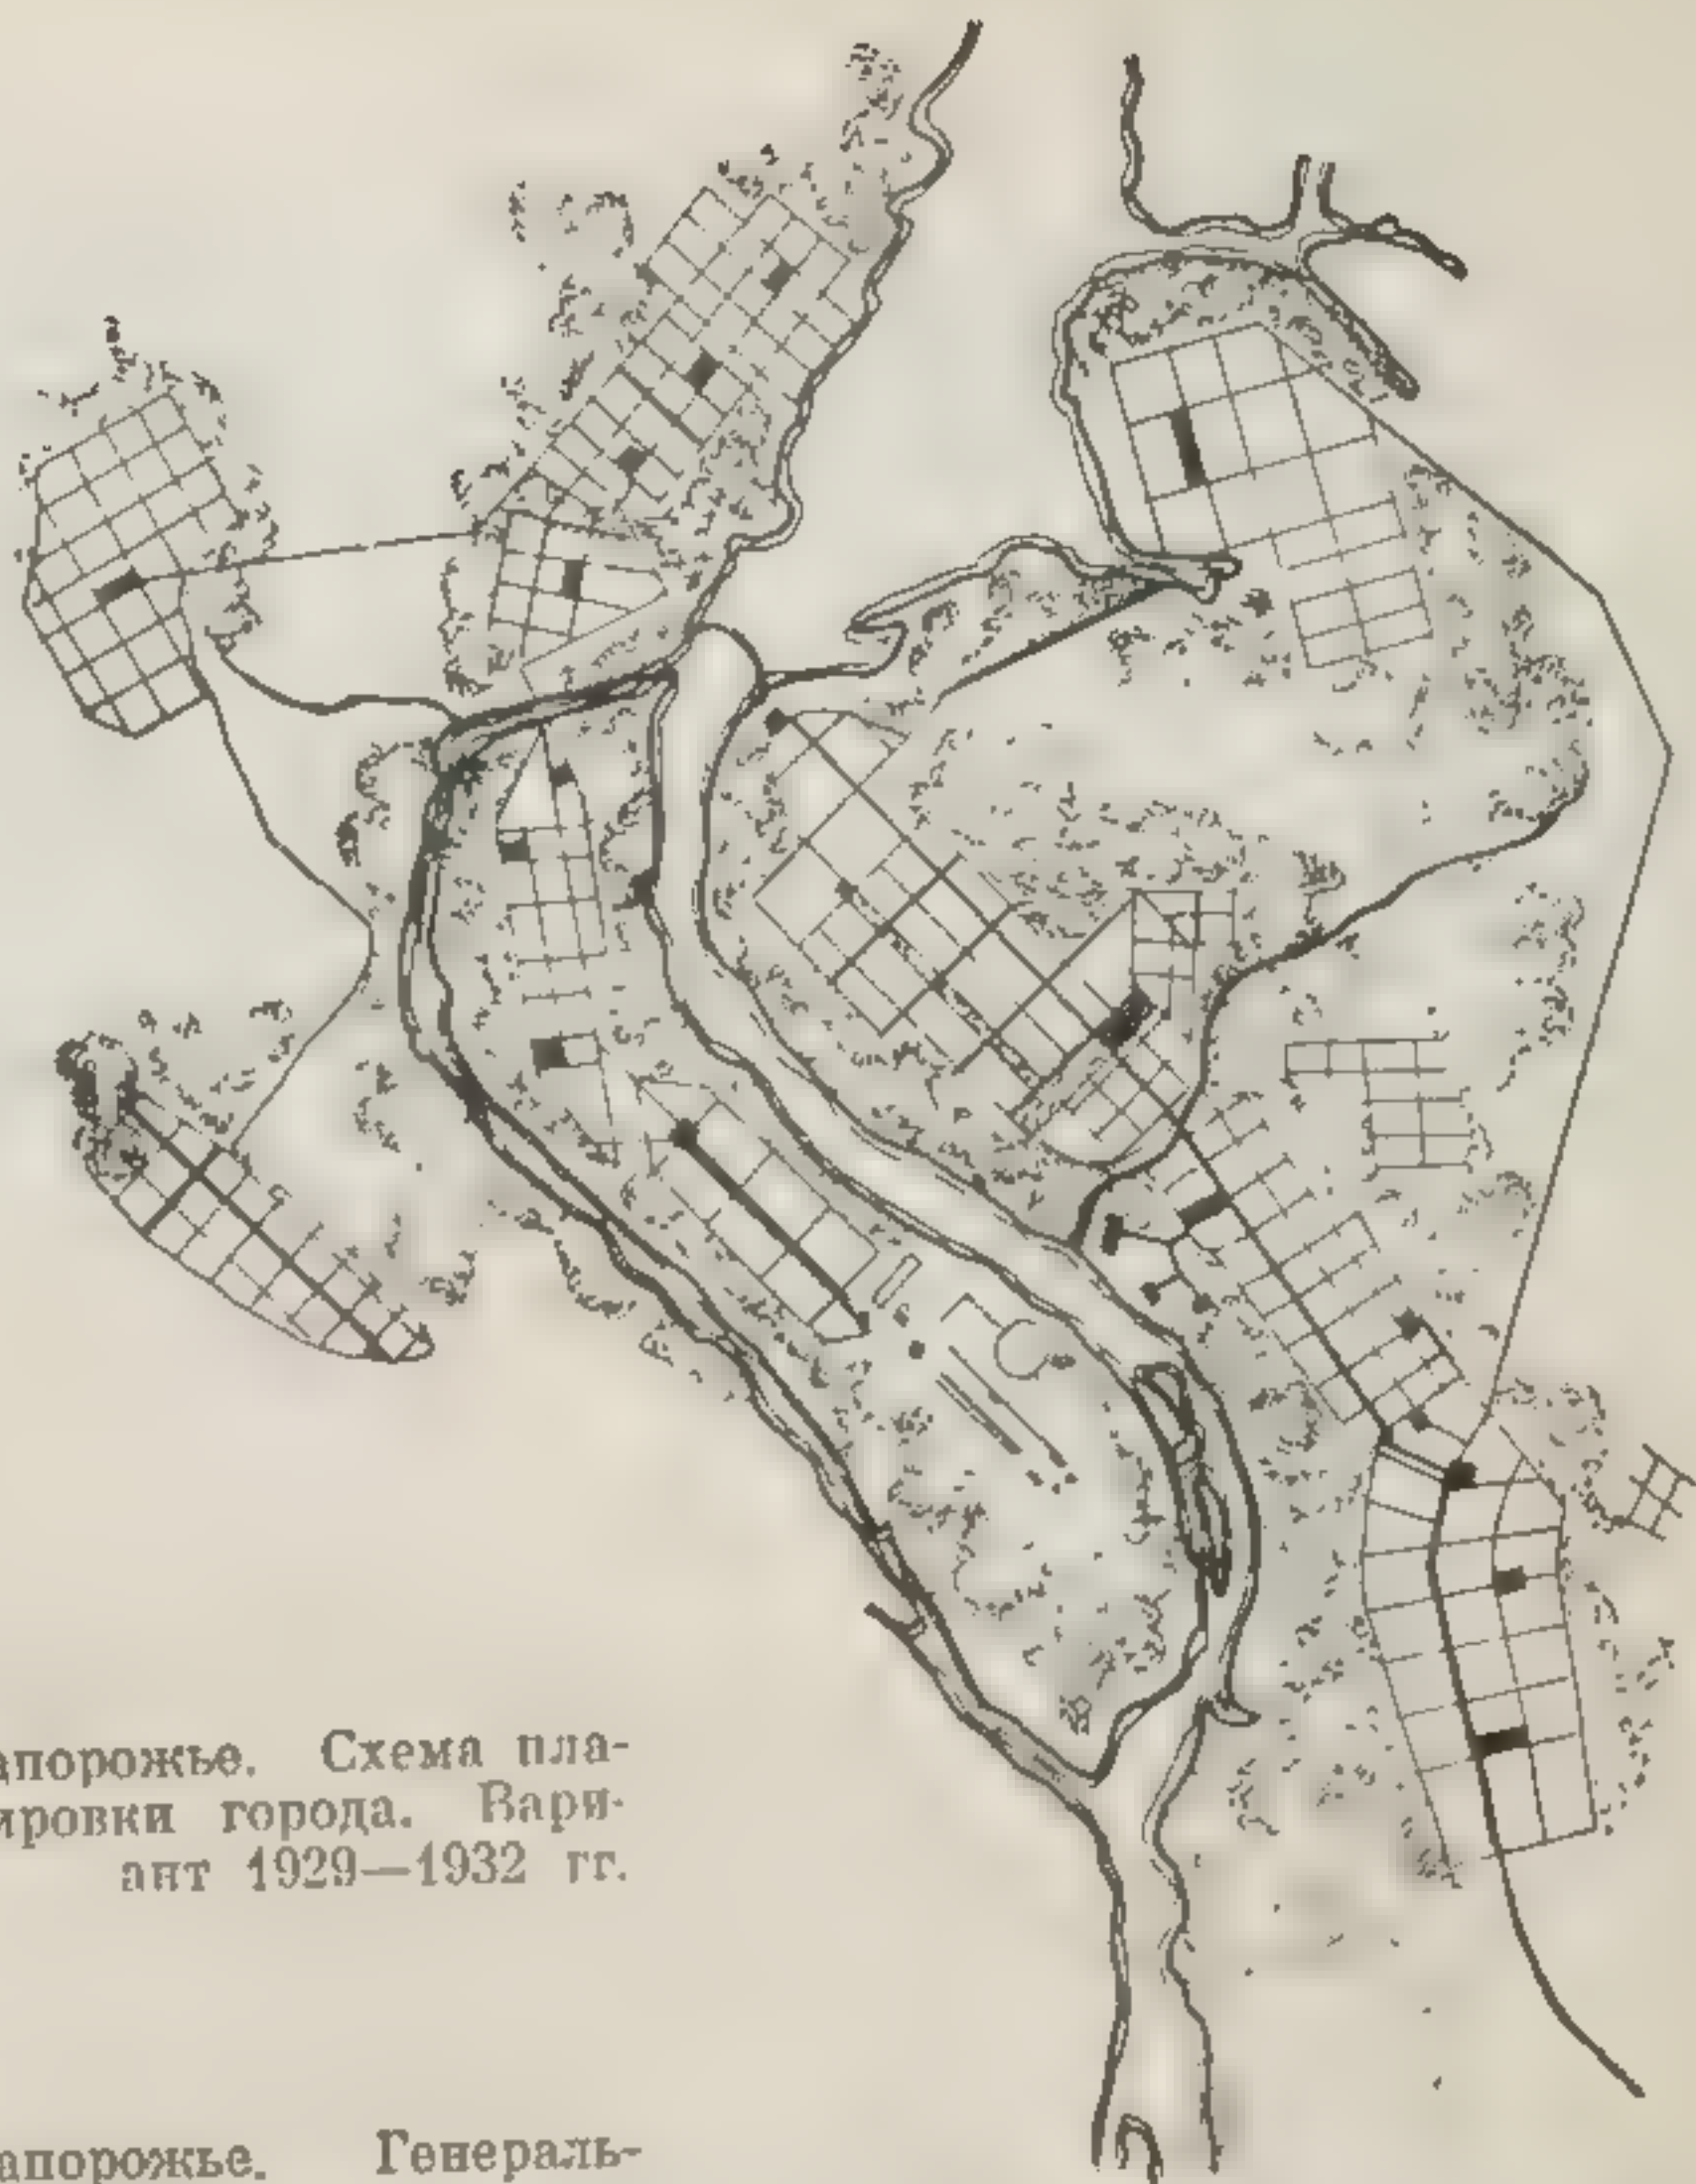 апорожье. Схема пла-
ировки города. Вари-
ант 1929—1932 гг.
апорожье. Генераль-